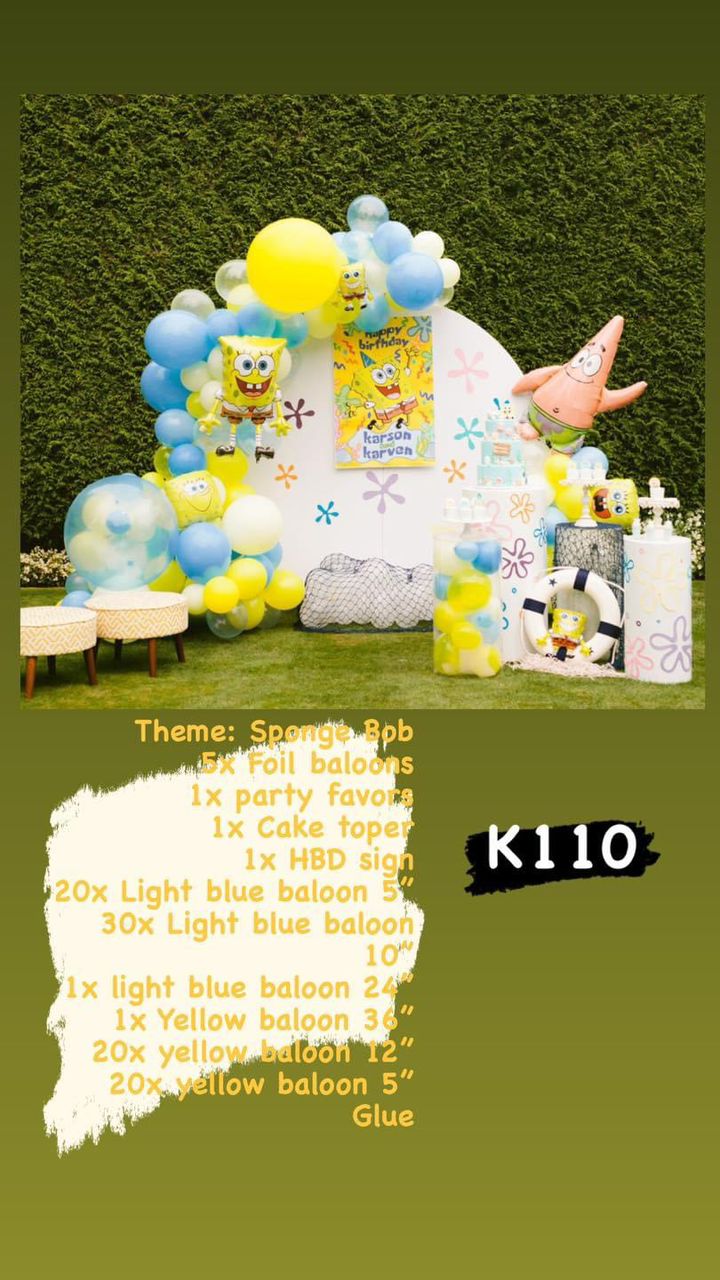 happy
birthday
karson
and
karven
Theme: Sponge Bob
5x Foil baloons
1x party favors
1x Cake toper
1x HBD sign
20x Light blue baloon 5”
30x Light blue baloon
10”
1x light blue baloon 24”
1x Yellow baloon 36”
20x yellow baloon 12”
20x yellow baloon 5”
Glue
K110